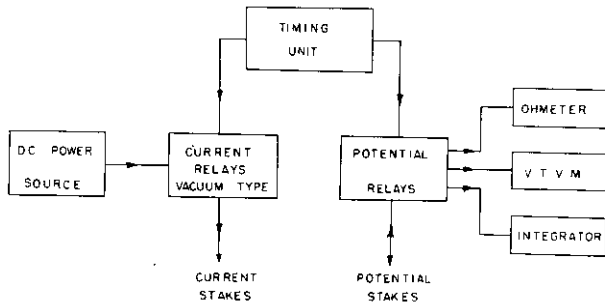 TIMING
UNIT
DC POWER
SOURCE
CURRENT
RELAYS
VACUUM TYPE
POTENTIAL
RELAYS
OHMETER
V T V M
INTEGRATOR
CURRENT
STAKES
POTENTIAL
STAKES